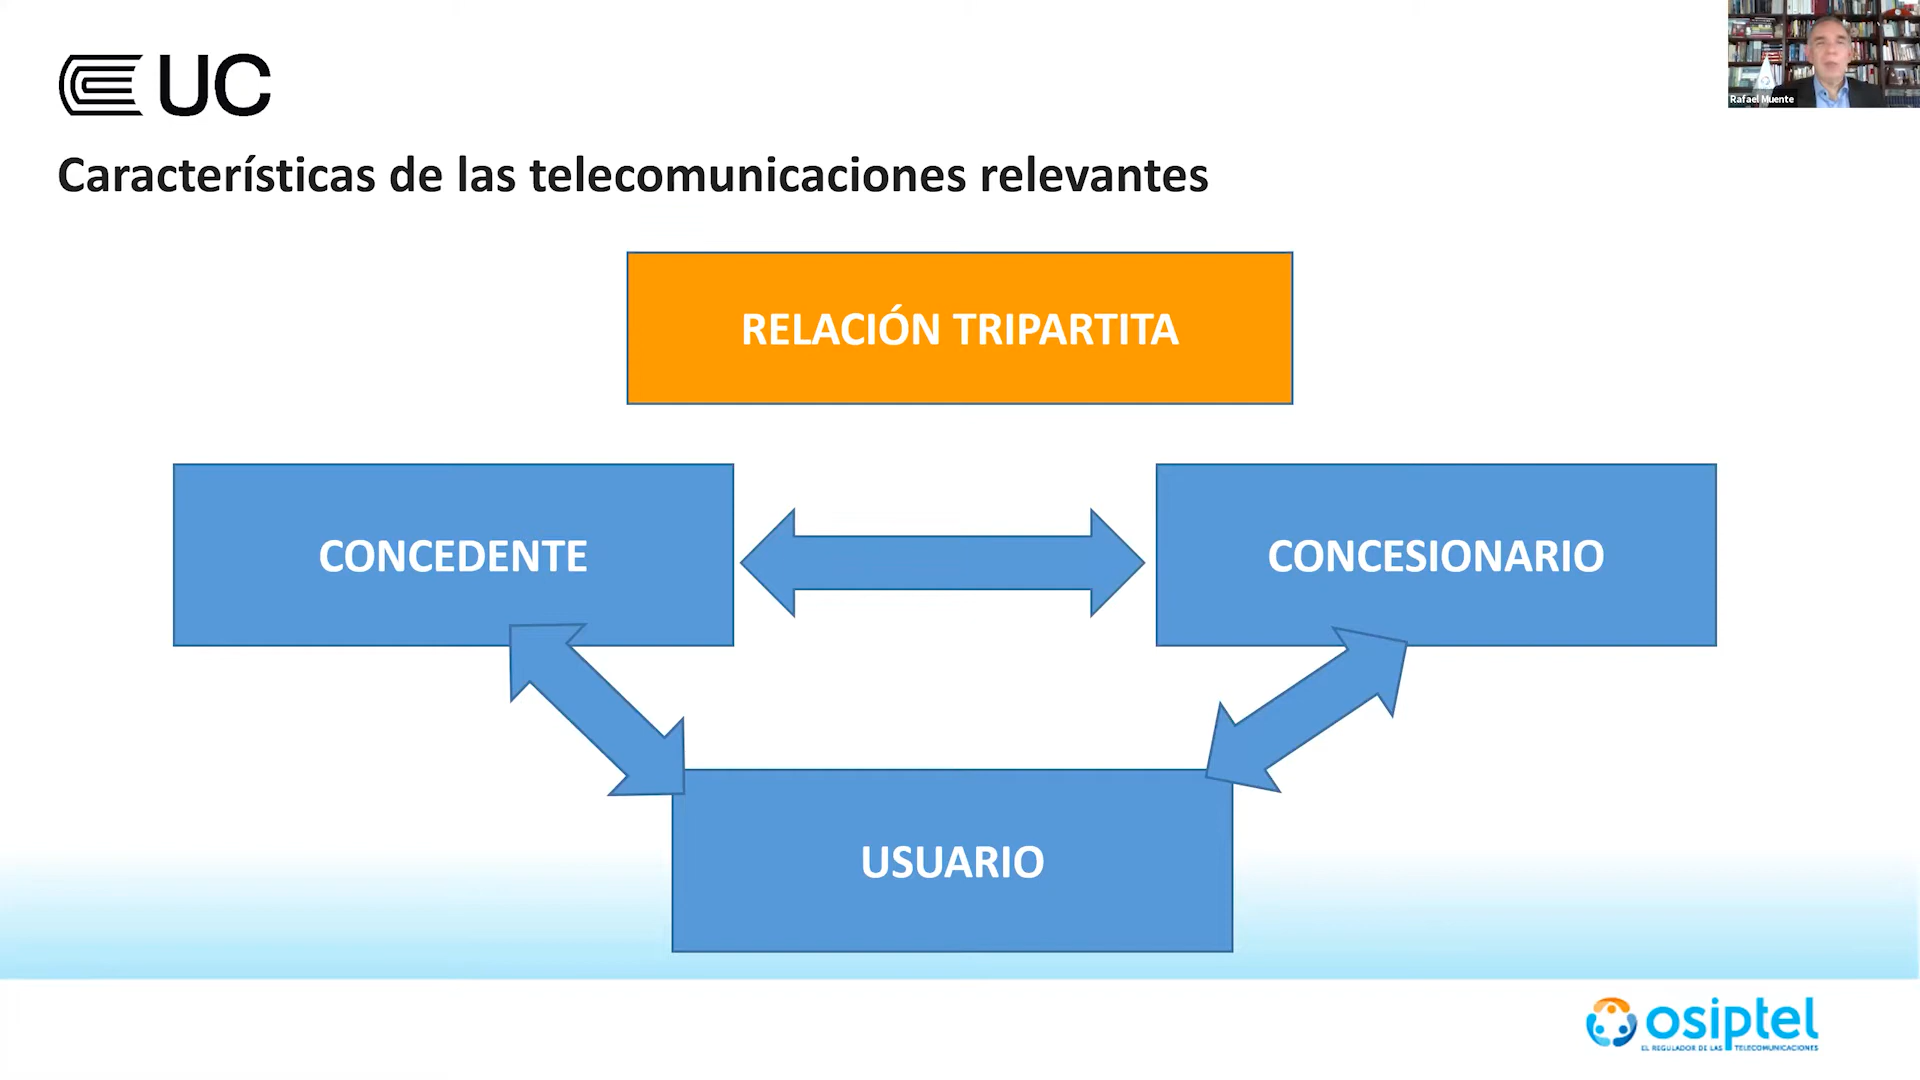 UC
Rafael Muente
Características de las telecomunicaciones relevantes
RELACIÓN TRIPARTITA
CONCEDENTE
CONCESIONARIO
USUARIO
osiptel
EL REGULADOR DE LAS TELECOMUNICACIONES